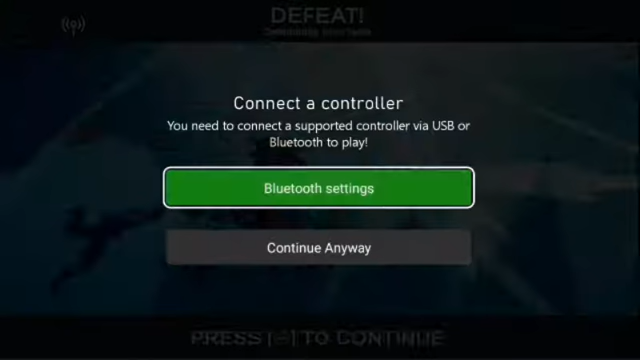 DEFEAT!
Connect a controller
You need to connect a supported controller via USB or
Bluetooth to play!
Bluetooth settings
Continue Anyway
PRESS [ ] TO CONTINUE